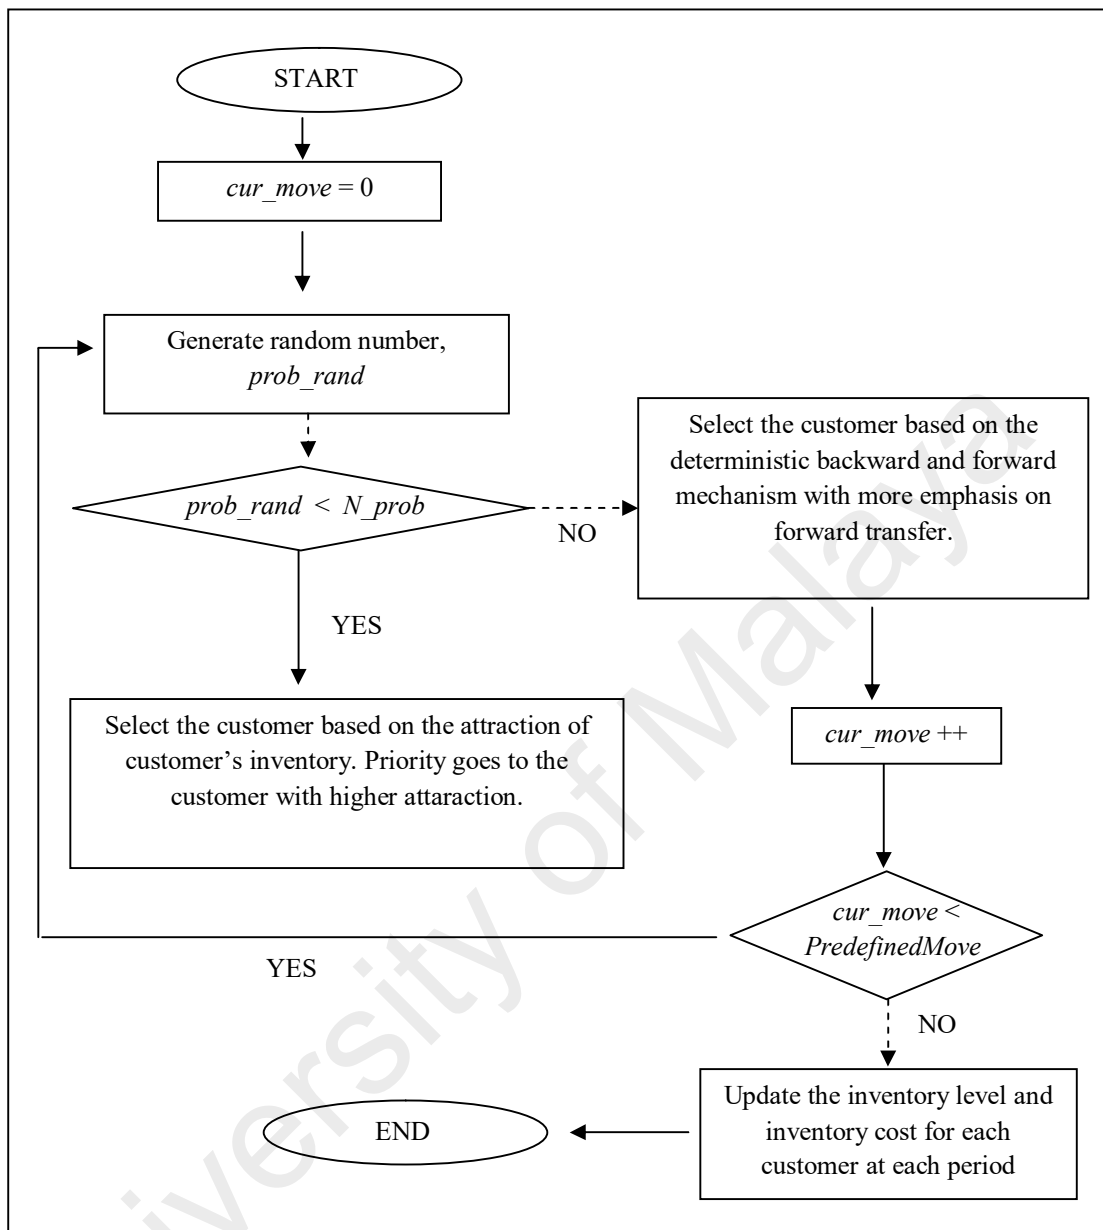 START
cur_move = 0
Generate random number,
prob_rand
prob_rand < N_prob
NO
YES
Select the customer based on the
deterministic backward and forward
mechanism with more emphasis on
forward transfer.
Select the customer based on the attraction of
customer’s inventory. Priority goes to the
customer with higher attaraction.
cur_move ++
cur_move <
PredefinedMove
YES
NO
Update the inventory level and
inventory cost for each
customer at each period
END
iversity of Malaya